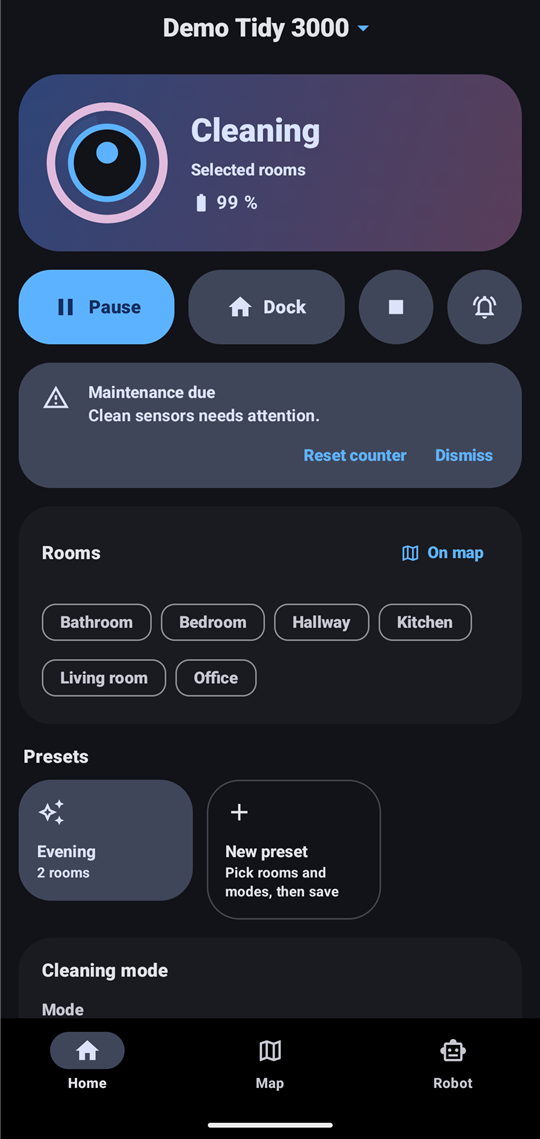 Demo Tidy 3000
Cleaning
Selected rooms
99 %
Pause
Dock
Maintenance due
Clean sensors needs attention.
Reset counter
Dismiss
Rooms
On map
Bathroom
Bedroom
Hallway
Kitchen
Living room
Office
Presets
Evening
2 rooms
New preset
Pick rooms and
modes, then save
Cleaning mode
Mode
Home
Map
Robot